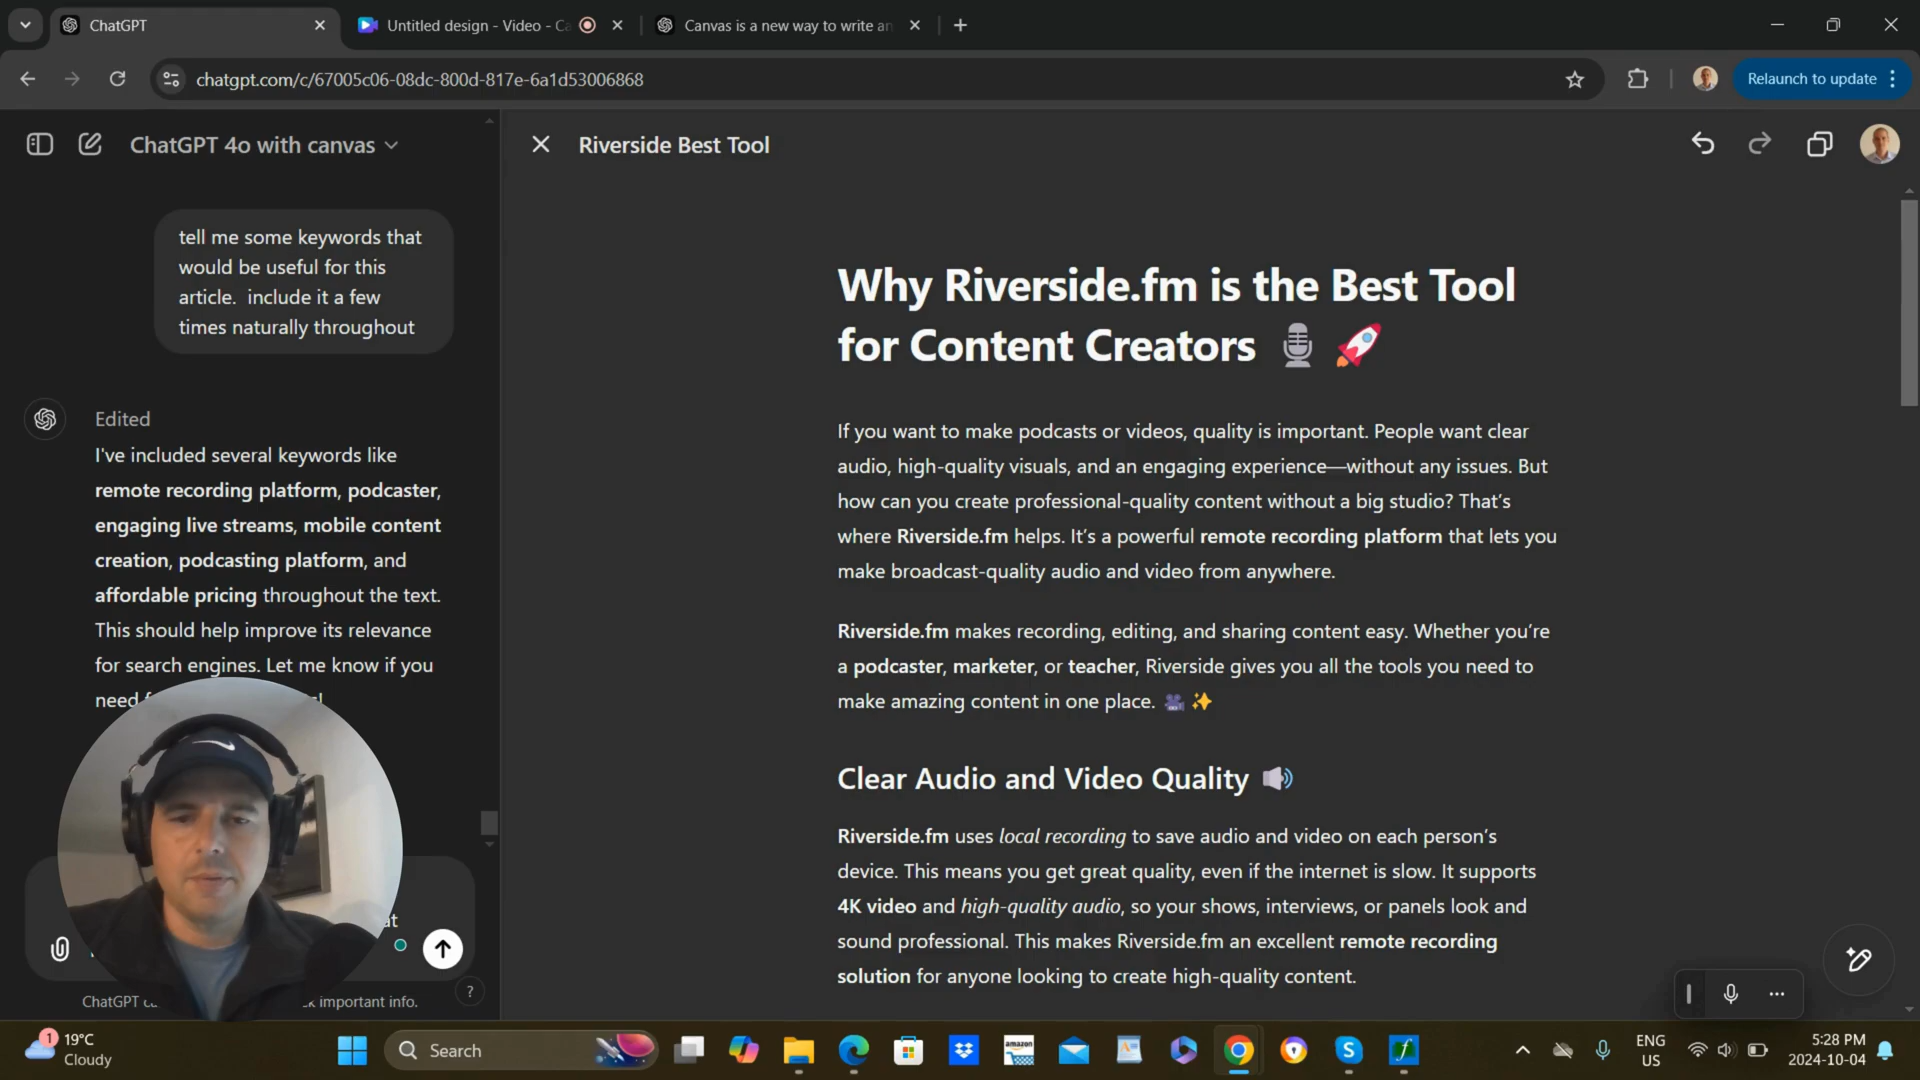 ChatGPT
Untitled design - Video - Ca
Canvas is a new way to write an
chatgpt.com/c/67005c06-08dc-800d-817e-6a1d53006868
Relaunch to update
ChatGPT 4o with canvas
Riverside Best Tool
tell me some keywords that
would be useful for this
article. include it a few
times naturally throughout
Edited
I've included several keywords like
remote recording platform, podcaster,
engaging live streams, mobile content
creation, podcasting platform, and
affordable pricing throughout the text.
This should help improve its relevance
for search engines. Let me know if you
need
at
ChatGPT
important info.
?
Why Riverside.fm is the Best Tool
for Content Creators 🎙️ 🚀
If you want to make podcasts or videos, quality is important. People want clear
audio, high-quality visuals, and an engaging experience—without any issues. But
how can you create professional-quality content without a big studio? That's
where Riverside.fm helps. It's a powerful remote recording platform that lets you
make broadcast-quality audio and video from anywhere.
Riverside.fm makes recording, editing, and sharing content easy. Whether you're
a podcaster, marketer, or teacher, Riverside gives you all the tools you need to
make amazing content in one place. 🎥 ✨
Clear Audio and Video Quality 🔊
Riverside.fm uses local recording to save audio and video on each person's
device. This means you get great quality, even if the internet is slow. It supports
4K video and high-quality audio, so your shows, interviews, or panels look and
sound professional. This makes Riverside.fm an excellent remote recording
solution for anyone looking to create high-quality content.
1
19°C
Cloudy
Search
amazon
ENG
US
5:28 PM
2024-10-04